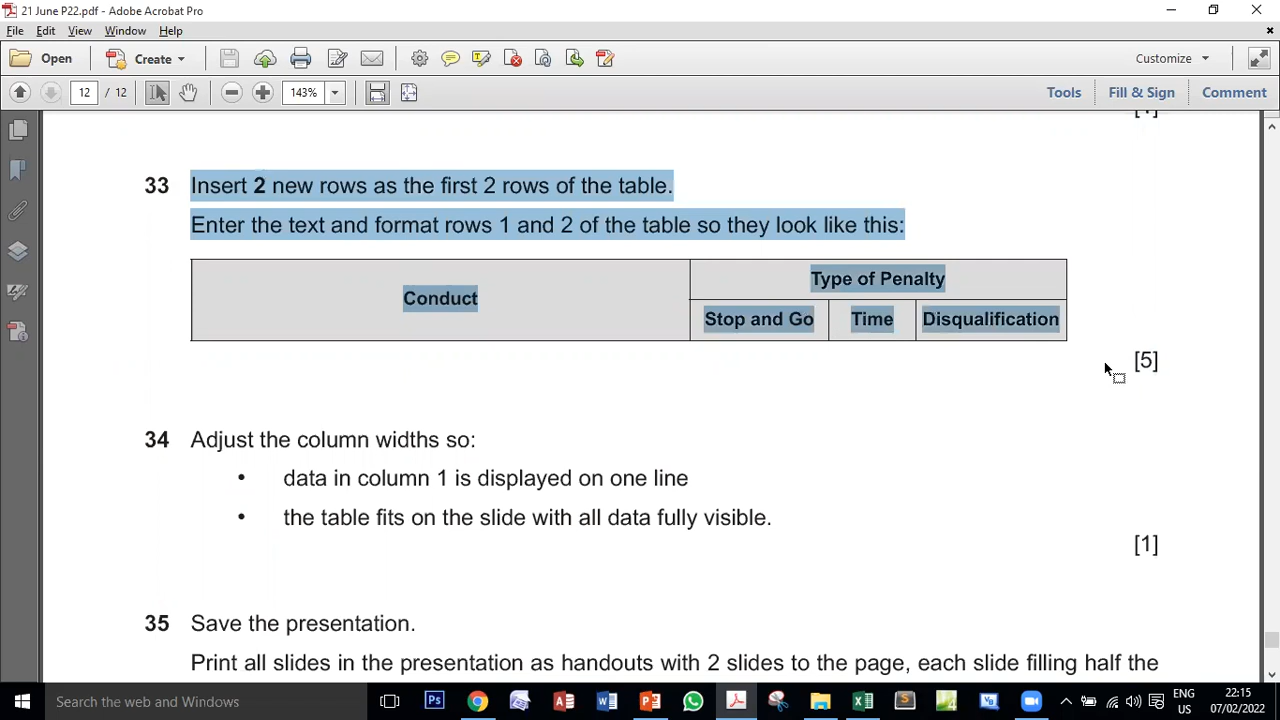 21 June P22.pdf - Adobe Acrobat Pro
File Edit View Window Help
Open Create Customize
12 / 12 143% Tools Fill & Sign Comment
33 Insert 2 new rows as the first 2 rows of the table.
Enter the text and format rows 1 and 2 of the table so they look like this:
Type of Penalty
Conduct
Stop and Go Time Disqualification
[5]
34 Adjust the column widths so:
• data in column 1 is displayed on one line
• the table fits on the slide with all data fully visible.
[1]
35 Save the presentation.
Print all slides in the presentation as handouts with 2 slides to the page, each slide filling half the
Search the web and Windows
ENG
US
22:15
07/02/2022